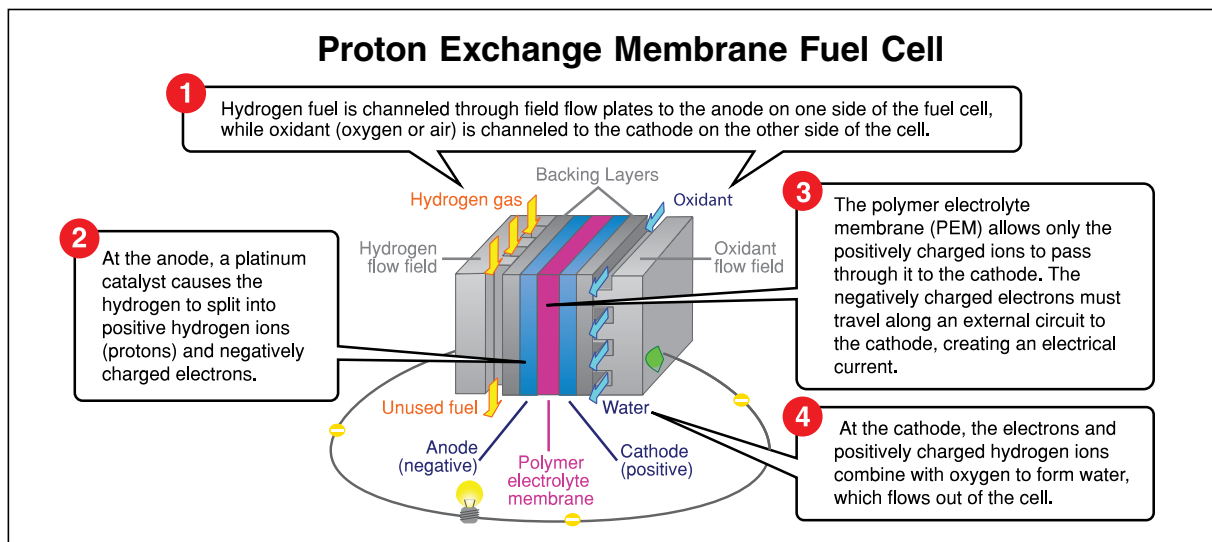 Proton Exchange Membrane Fuel Cell
1
Hydrogen fuel is channeled through field flow plates to the anode on one side of the fuel cell,
while oxidant (oxygen or air) is channeled to the cathode on the other side of the cell.
Backing Layers
Hydrogen gas
Oxidant
Hydrogen
flow field
Oxidant
flow field
2
At the anode, a platinum
catalyst causes the
hydrogen to split into
positive hydrogen ions
(protons) and negatively
charged electrons.
3
The polymer electrolyte
membrane (PEM) allows only the
positively charged ions to pass
through it to the cathode. The
negatively charged electrons must
travel along an external circuit to
the cathode, creating an electrical
current.
Unused fuel
Water
Anode
(negative)
Polymer
electrolyte
membrane
Cathode
(positive)
4
At the cathode, the electrons and
positively charged hydrogen ions
combine with oxygen to form water,
which flows out of the cell.